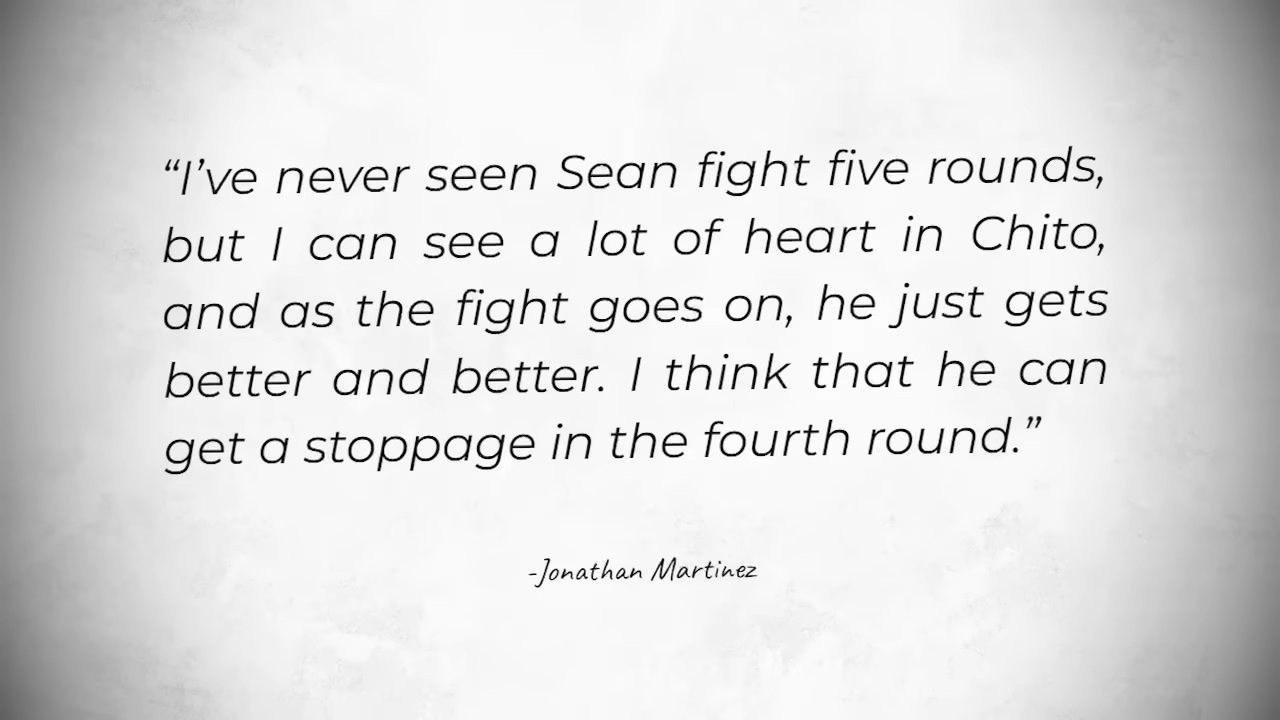 “I’ve never seen Sean fight five rounds,
but I can see a lot of heart in Chito,
and as the fight goes on, he just gets
better and better. I think that he can
get a stoppage in the fourth round.”
-Jonathan Martinez